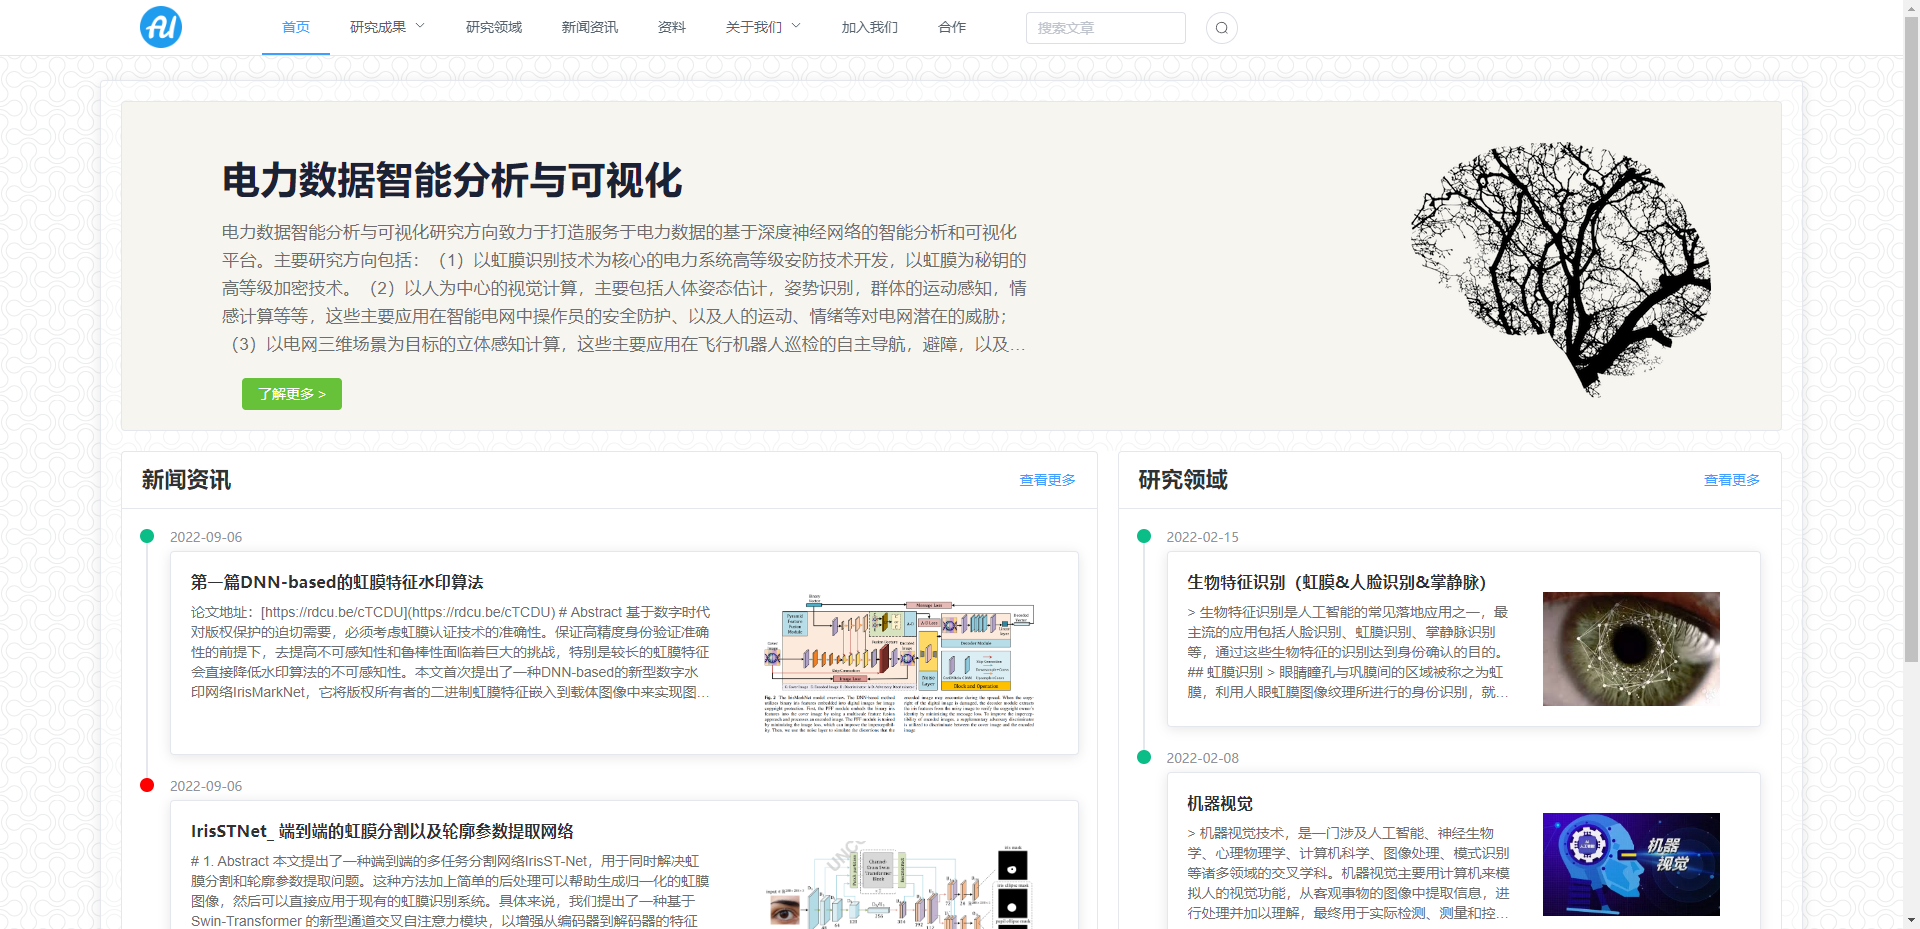 AI
首页
研究成果
研究领域
新闻资讯
资料
关于我们
加入我们
合作
搜索文章
电力数据智能分析与可视化
电力数据智能分析与可视化研究方向致力于打造服务于电力数据的基于深度神经网络的智能分析和可视化
平台。主要研究方向包括：（1）以虹膜识别技术为核心的电力系统高等级安防技术开发，以虹膜为秘钥的
高等级加密技术。（2）以人为中心的视觉计算，主要包括人体姿态估计，姿势识别，群体的运动感知，情
感计算等等，这些主要应用在智能电网中操作员的安全防护、以及人的运动、情绪等对电网潜在的威胁；
（3）以电网三维场景为目标的立体感知计算，这些主要应用在飞行机器人巡检的自主导航，避障，以及...
了解更多 >
新闻资讯
查看更多
2022-09-06
第一篇DNN-based的虹膜特征水印算法
论文地址：[https://rdcu.be/cTCDU](https://rdcu.be/cTCDU) # Abstract 基于数字时代
对版权保护的迫切需要，必须考虑虹膜认证技术的准确性。保证高精度身份验证准确
性的前提下，去提高不可感知性和鲁棒性面临着巨大的挑战，特别是较长的虹膜特征
会直接降低水印算法的不可感知性。本文首次提出了一种DNN-based的新型数字水
印网络IrisMarkNet，它将版权所有者的二进制虹膜特征嵌入到载体图像中来实现图...
2022-09-06
IrisSTNet_ 端到端的虹膜分割以及轮廓参数提取网络
# 1. Abstract 本文提出了一种端到端的多任务分割网络IrisST-Net，用于同时解决虹
膜分割和轮廓参数提取问题。这种方法加上简单的后处理可以帮助生成归一化的虹膜
图像，然后可以直接应用于现有的虹膜识别系统。具体来说，我们提出了一种基于
Swin-Transformer 的新型通道交叉自注意力模块，以增强从编码器到解码器的特征
研究领域
查看更多
2022-02-15
生物特征识别（虹膜&人脸识别&掌静脉）
> 生物特征识别是人工智能的常见落地应用之一，最
主流的应用包括人脸识别、虹膜识别、掌静脉识别
等，通过这些生物特征的识别达到身份确认的目的。
## 虹膜识别 > 眼睛瞳孔与巩膜间的区域被称之为虹
膜，利用人眼虹膜图像纹理所进行的身份识别，就...
2022-02-08
机器视觉
> 机器视觉技术，是一门涉及人工智能、神经生物
学、心理物理学、计算机科学、图像处理、模式识别
等诸多领域的交叉学科。机器视觉主要用计算机来模
拟人的视觉功能，从客观事物的图像中提取信息，进
行处理并加以理解，最终用于实际检测、测量和控...
机器
视觉